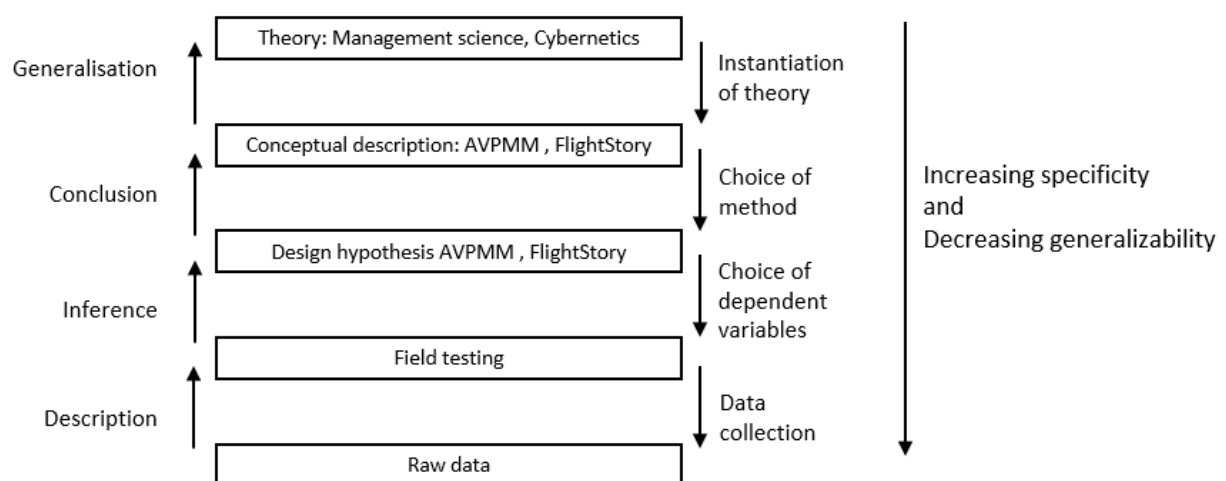 Theory: Management science, Cybernetics
Generalisation
Instantiation
of theory
Conceptual description: AVPMM , FlightStory
Conclusion
Choice of
method
Increasing specificity
and
Decreasing generalizability
Design hypothesis AVPMM , FlightStory
Inference
Choice of
dependent
variables
Field testing
Description
Data
collection
Raw data